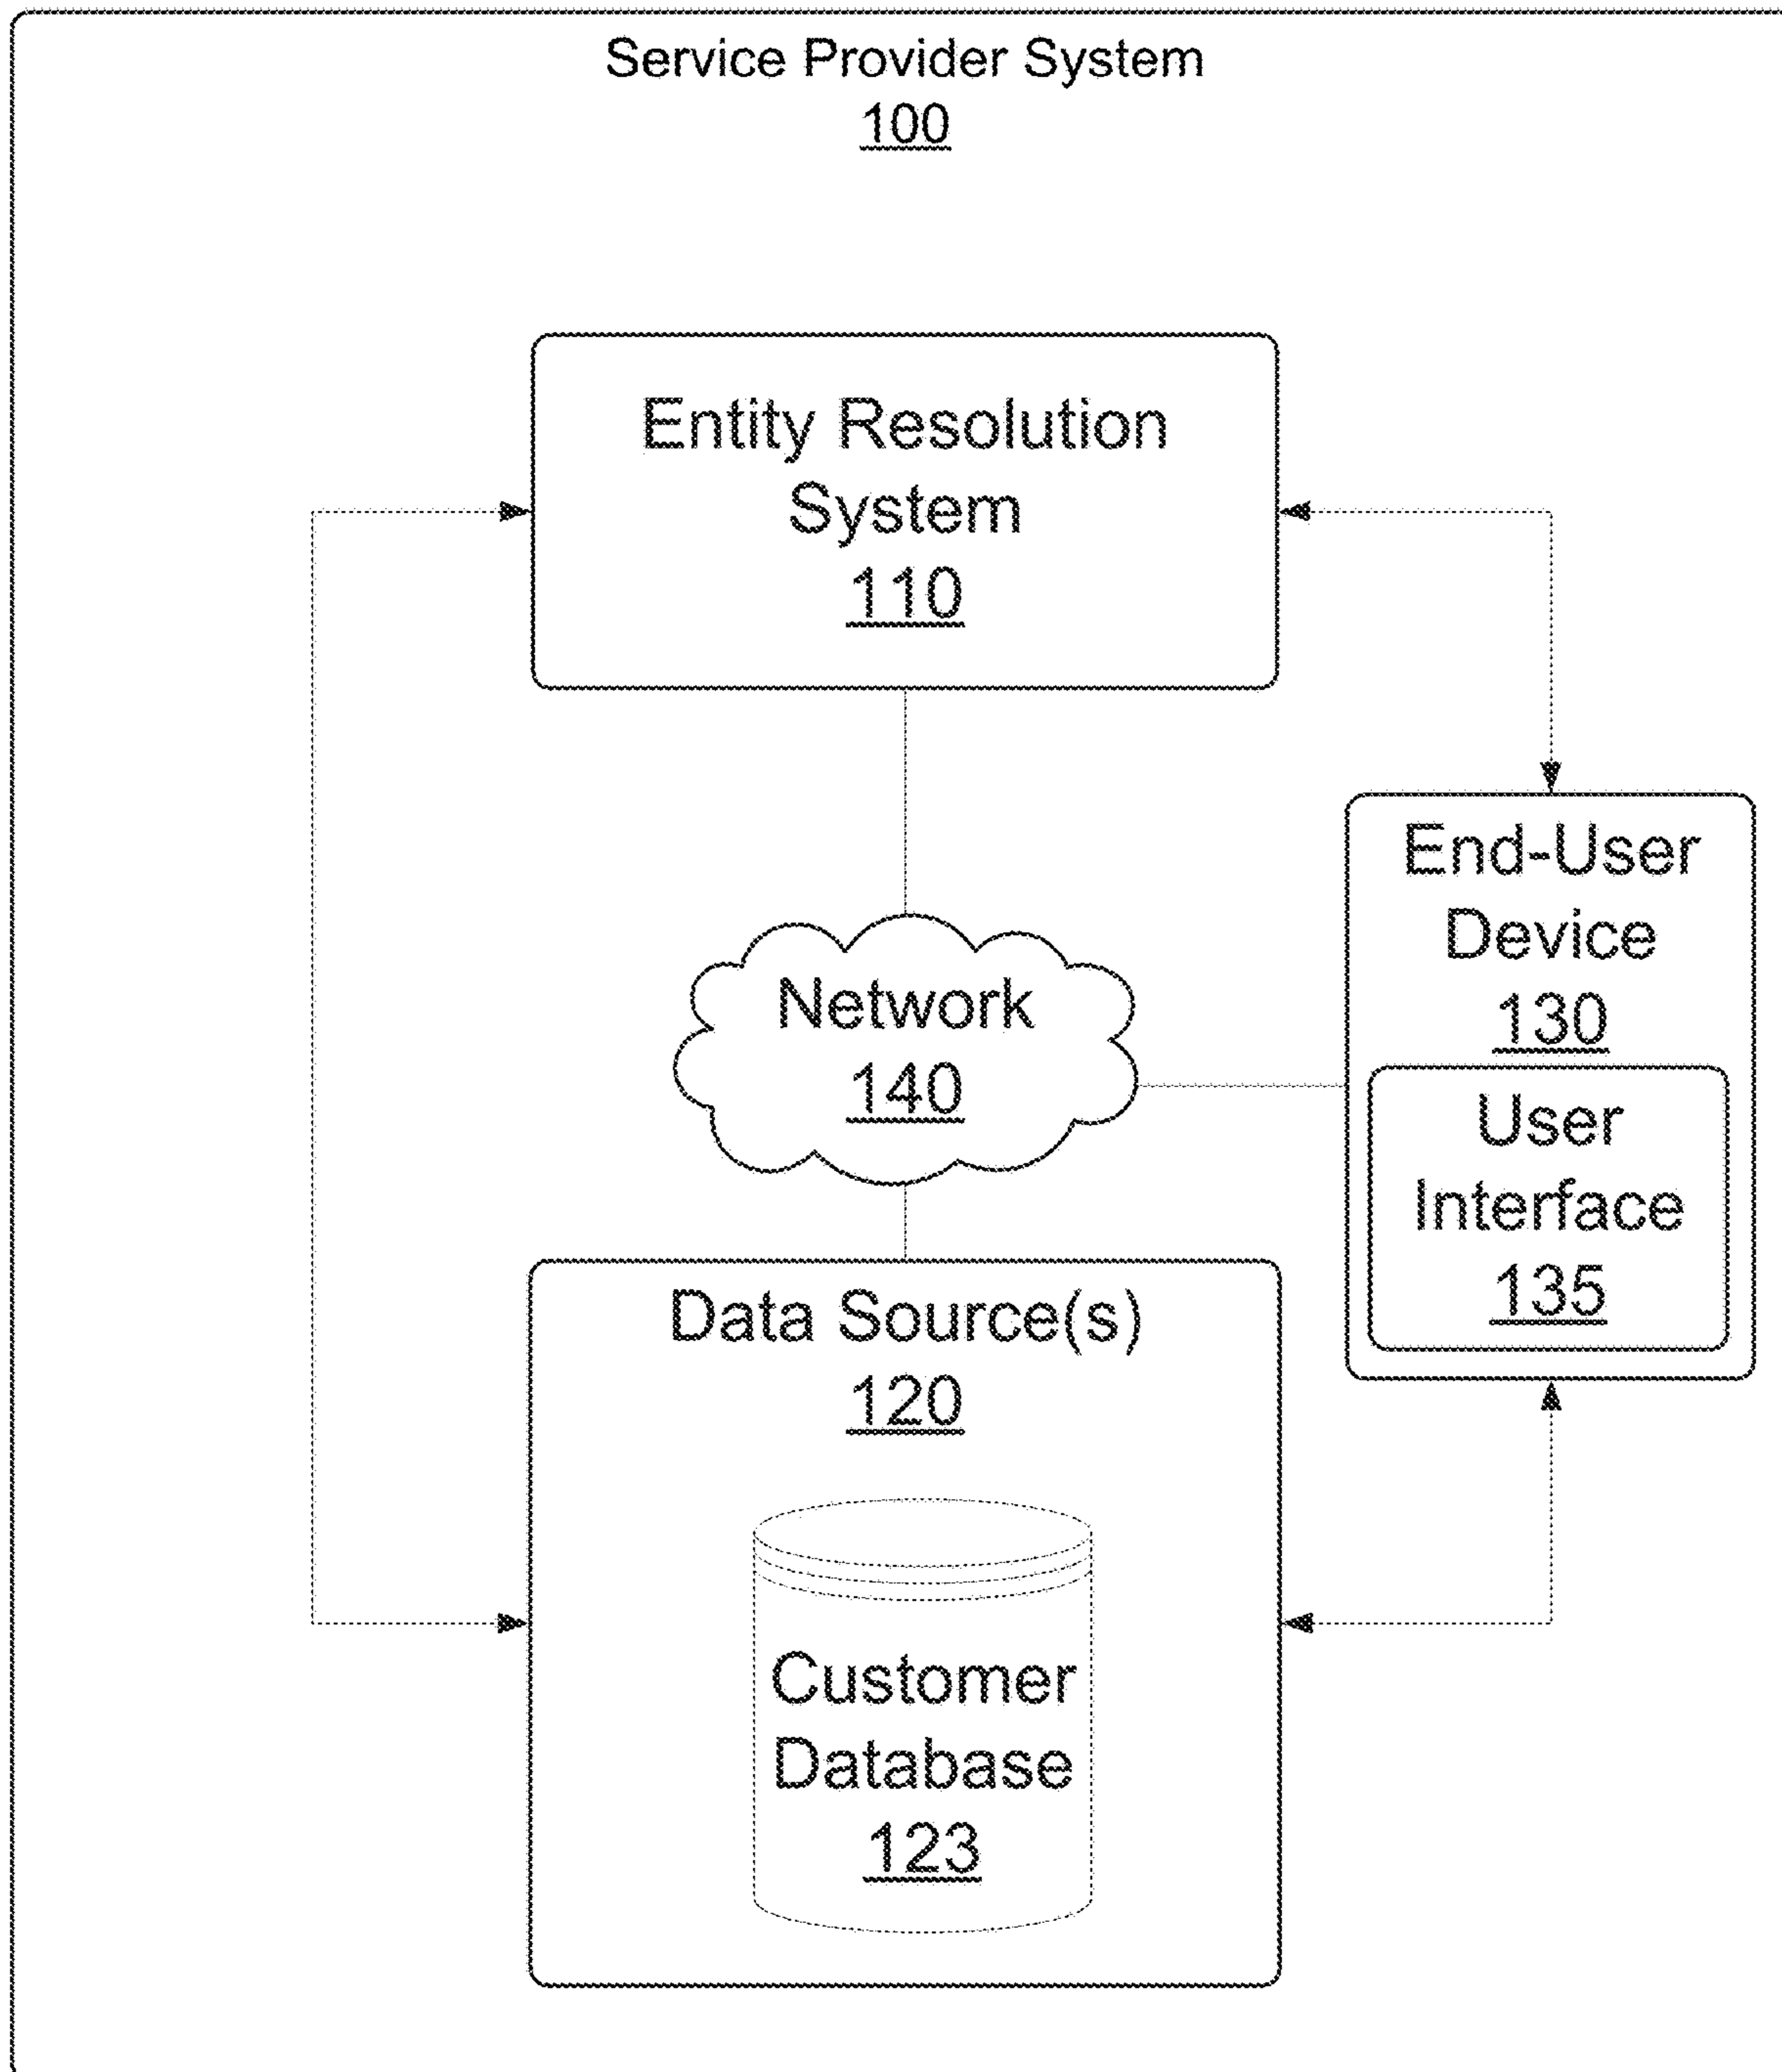 Service Provider System
100
Entity Resolution
System
110
End-User
Device
130
Network
140
User
Interface
135
Data Source(s)
120
Customer
Database
123